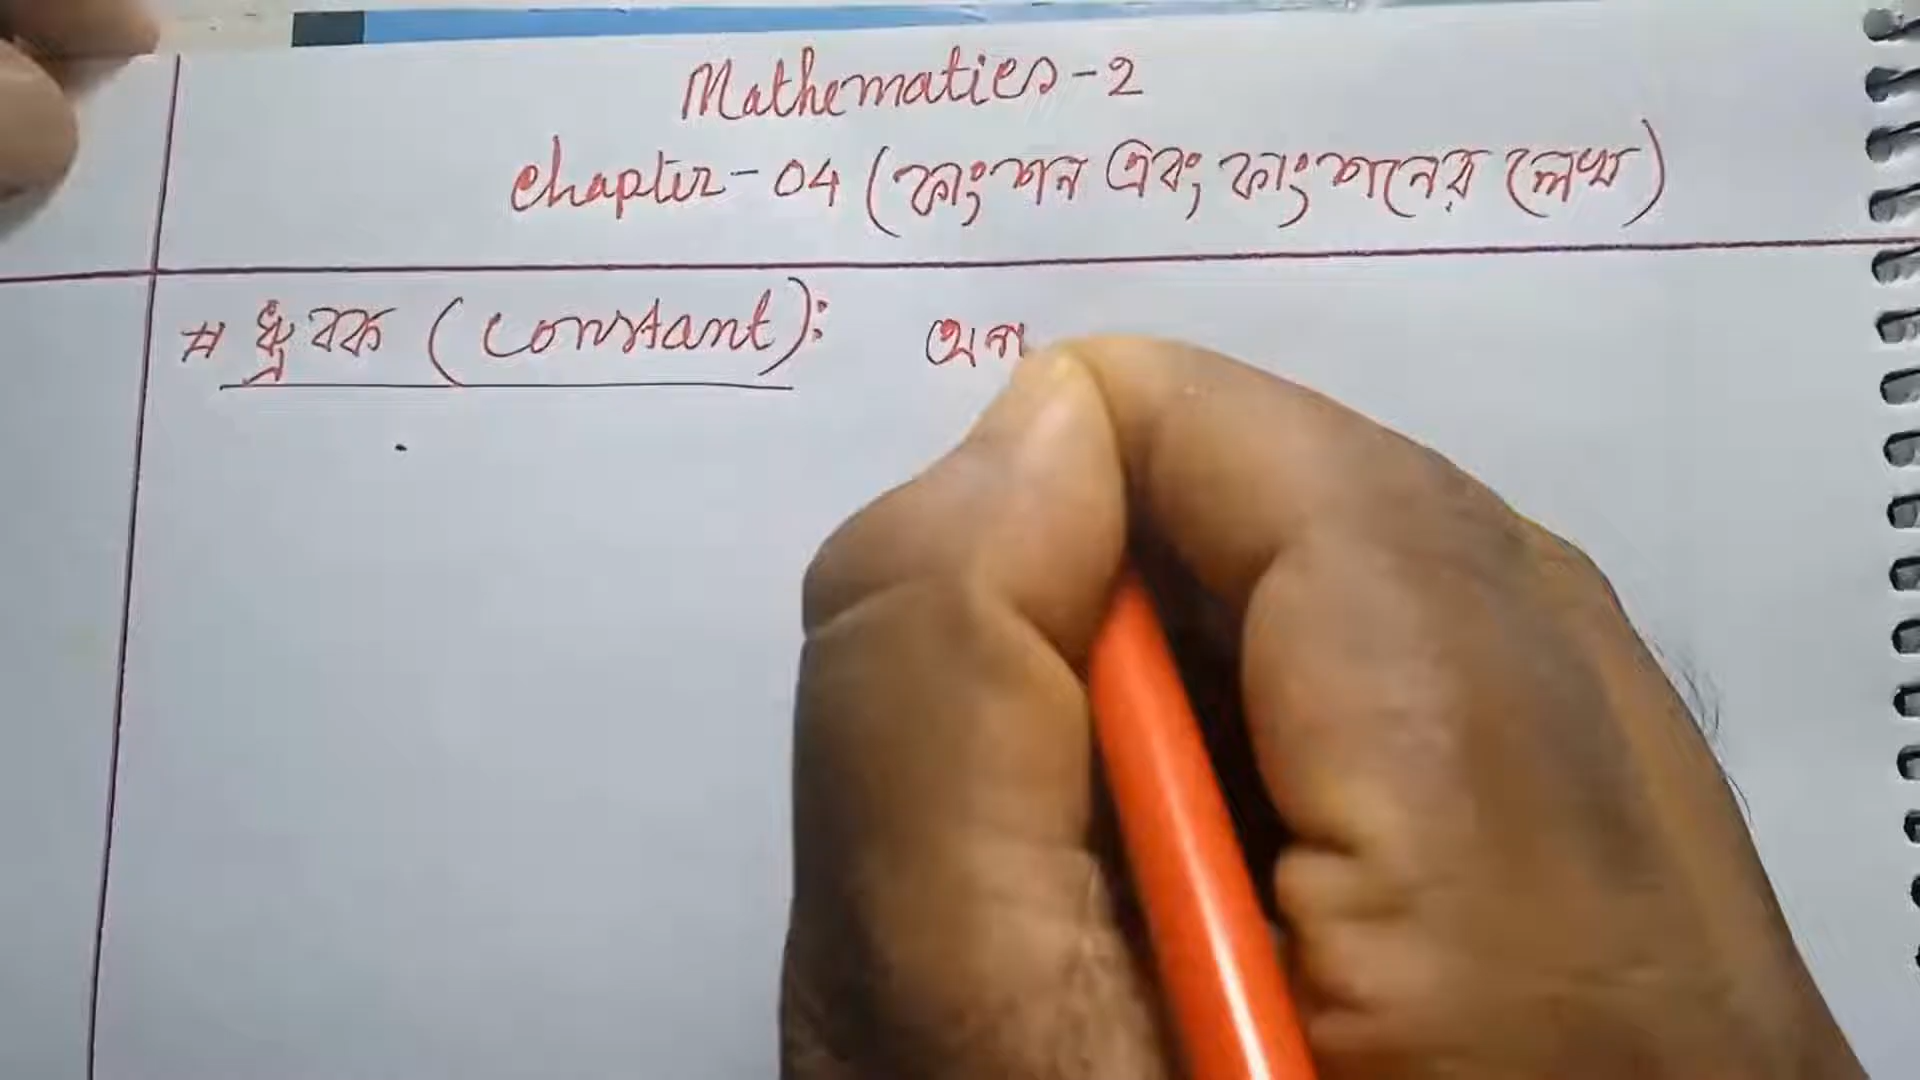 Mathematics-2
Chapter-04 (ফাংশন এবং ফাংশনের লেখ)
# ধ্রুবক (Constant):